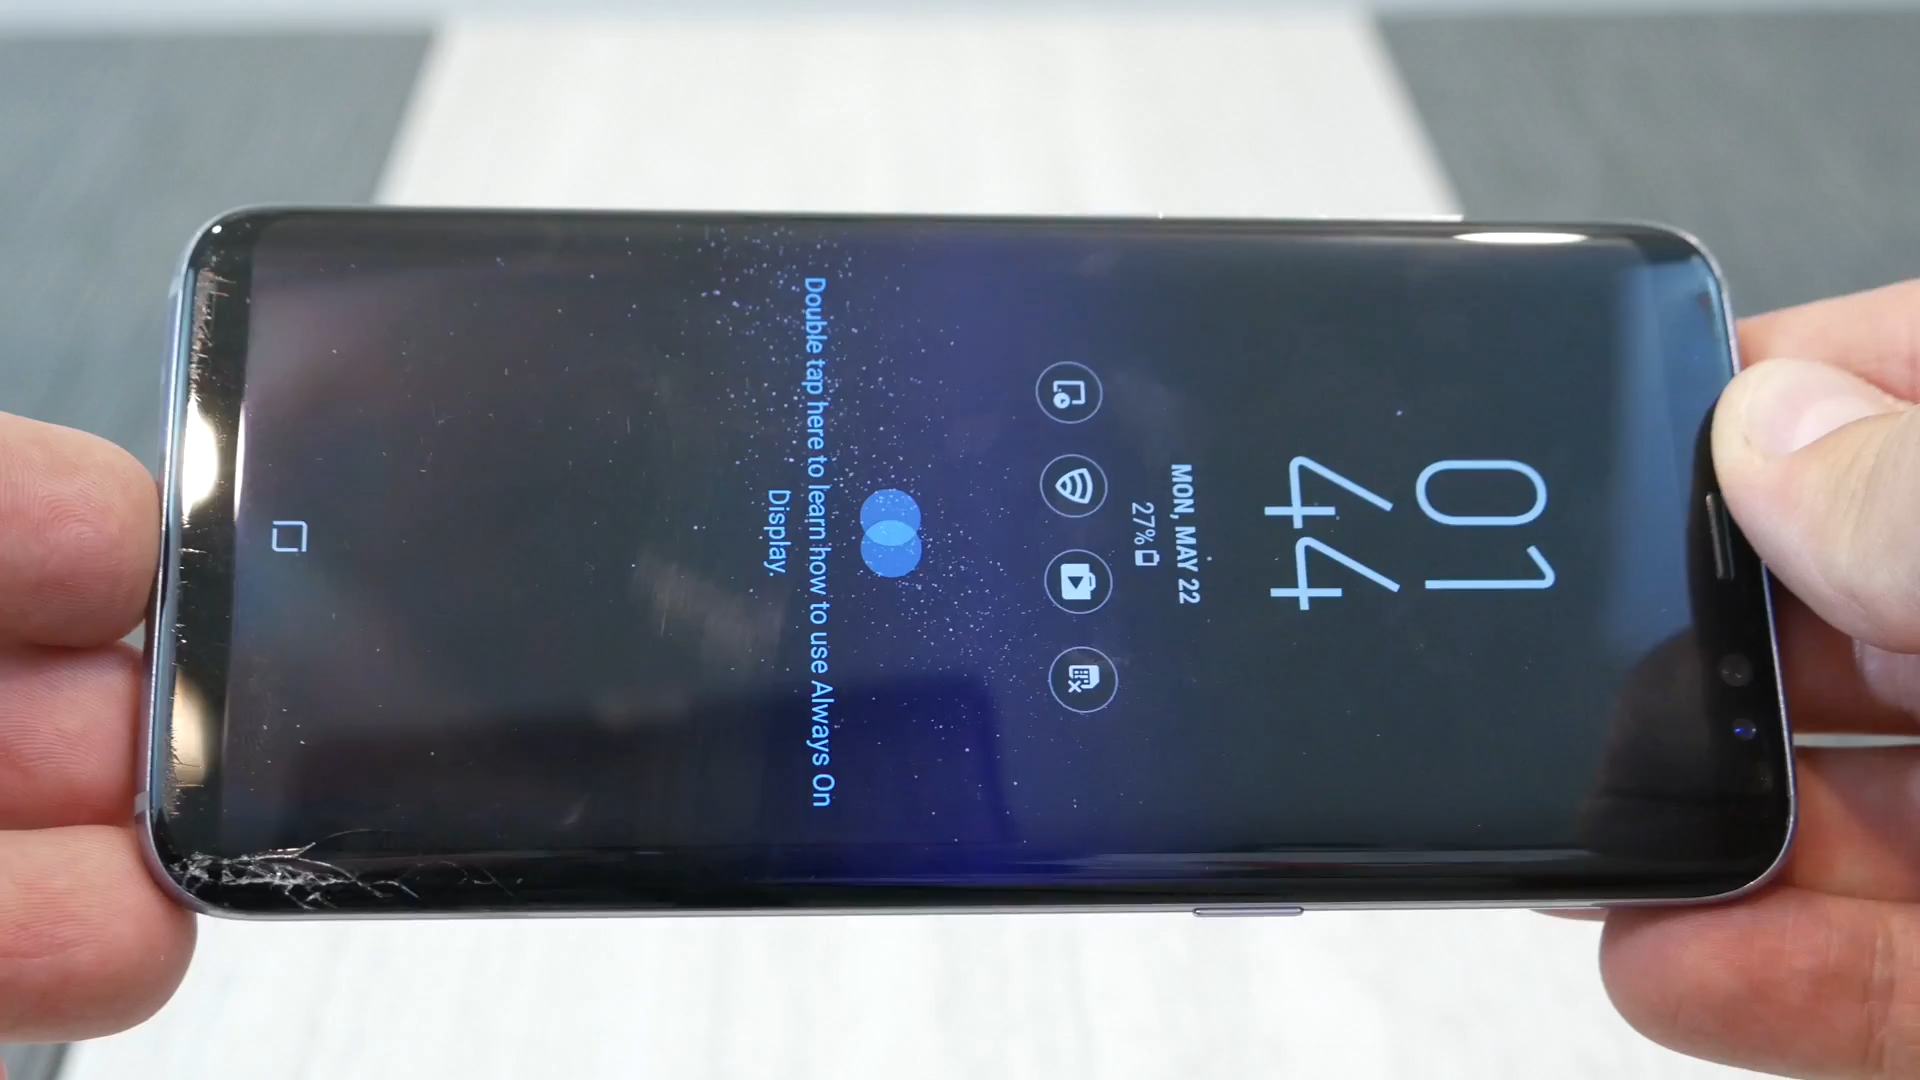 01
44
MON, MAY 22
27%
Double tap here to learn how to use Always On
Display.